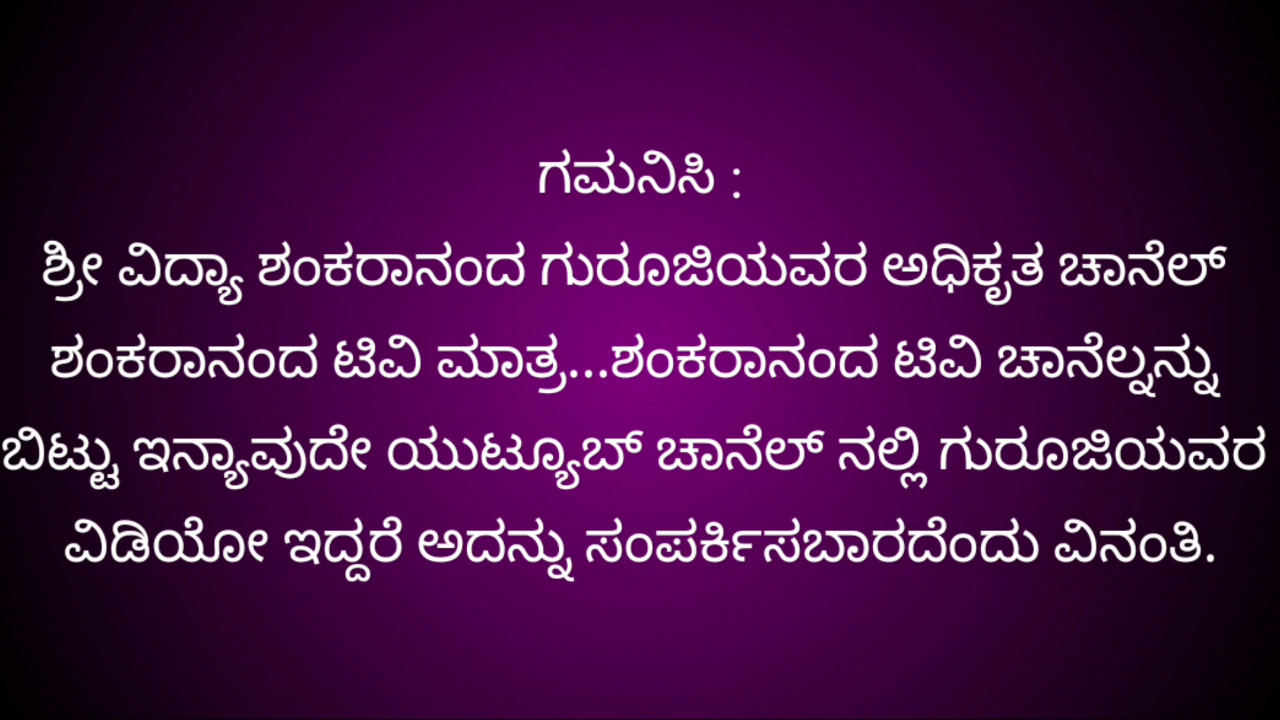 ಗಮನಿಸಿ :
ಶ್ರೀ ವಿದ್ಯಾ ಶಂಕರಾನಂದ ಗುರೂಜಿಯವರ ಅಧಿಕೃತ ಚಾನೆಲ್
ಶಂಕರಾನಂದ ಟಿವಿ ಮಾತ್ರ...ಶಂಕರಾನಂದ ಟಿವಿ ಚಾನೆಲ್ನನ್ನು
ಬಿಟ್ಟು ಇನ್ಯಾವುದೇ ಯುಟ್ಯೂಬ್ ಚಾನೆಲ್ ನಲ್ಲಿ ಗುರೂಜಿಯವರ
ವಿಡಿಯೋ ಇದ್ದರೆ ಅದನ್ನು ಸಂಪರ್ಕಿಸಬಾರದೆಂದು ವಿನಂತಿ.